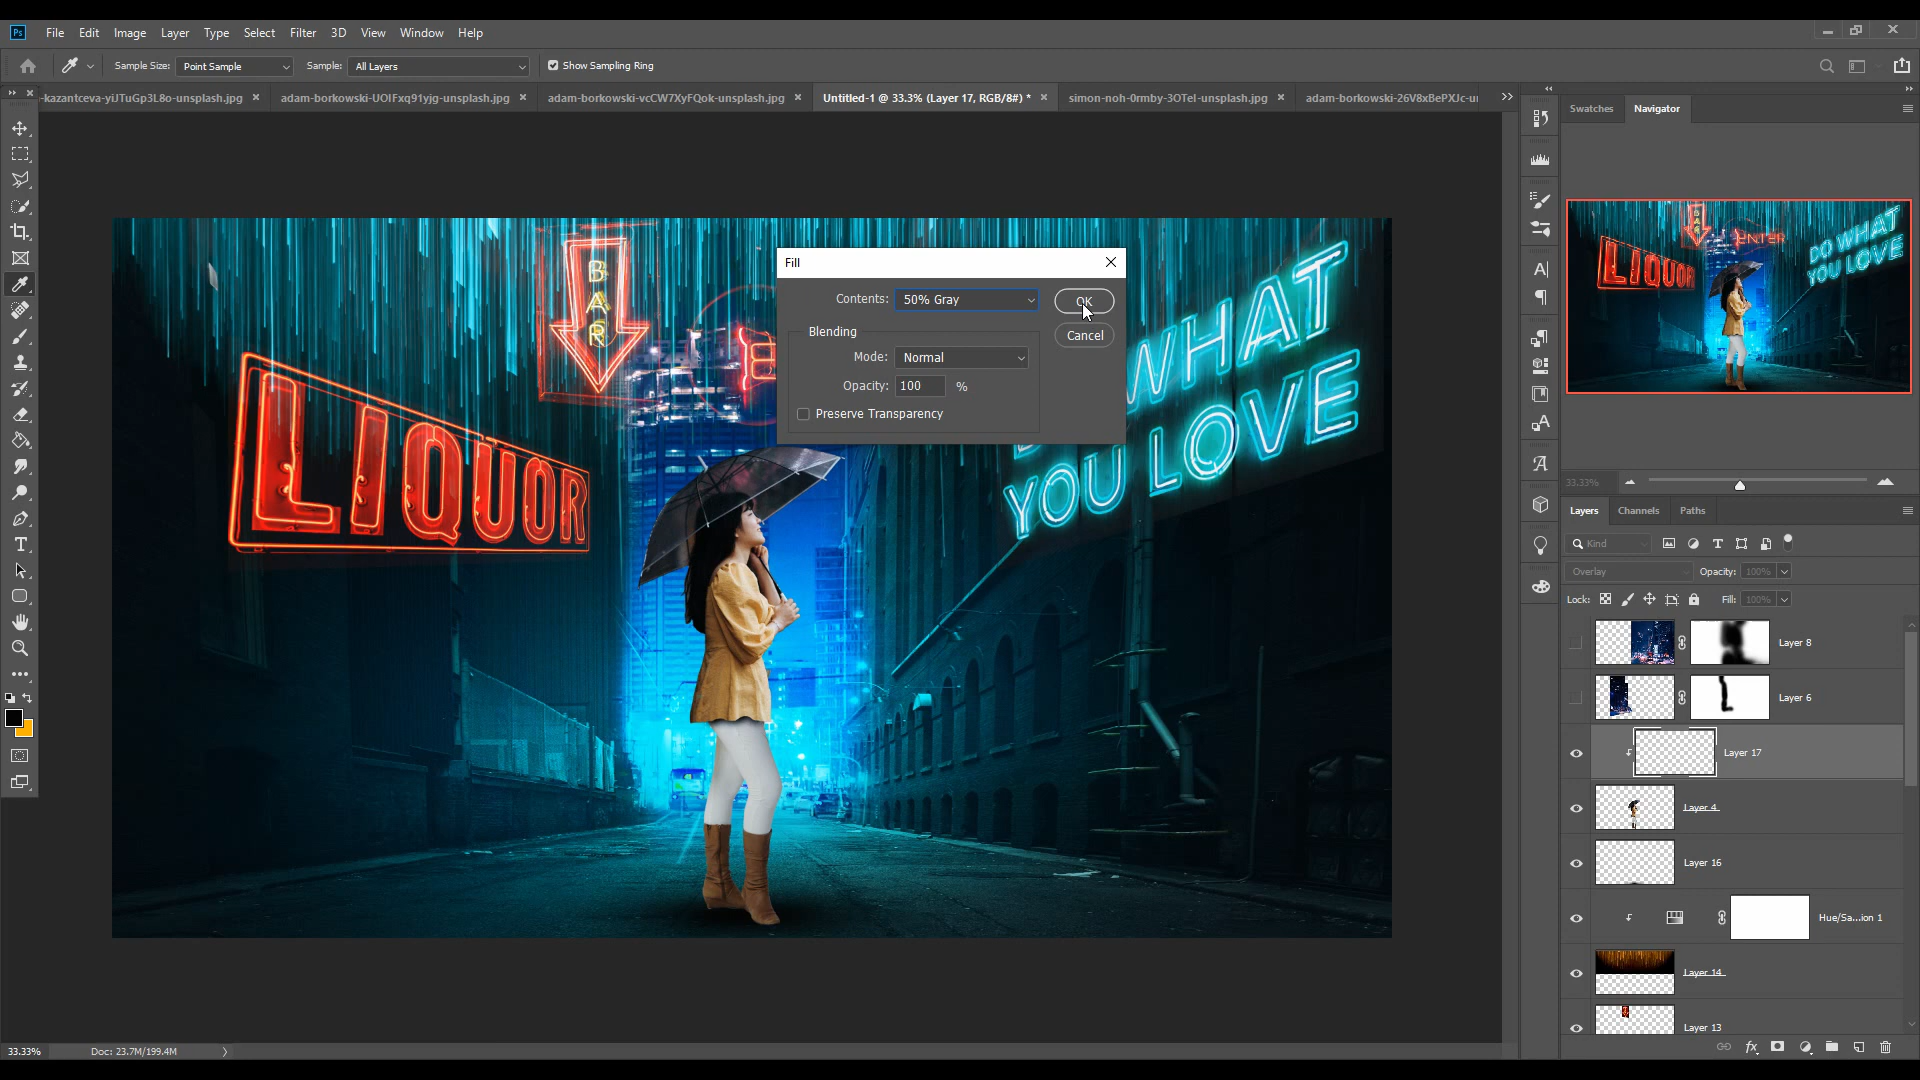 Ps File Edit Image Layer Type Select Filter 3D View Window Help
Sample Size: Point Sample Sample: All Layers Show Sampling Ring
-kazantceva-yiJTuGp3L8o-unsplash.jpg × adam-borkowski-UOIFxq91yjg-unsplash.jpg × adam-borkowski-vcCW7XyFQok-unsplash.jpg × Untitled-1 @ 33.3% (Layer 17, RGB/8#) * × simon-noh-0rmby-3OTeI-unsplash.jpg × adam-borkowski-26V8xBePXJc-un
Swatches Navigator
BAR
LIQUOR
DO WHAT
YOU LOVE
Fill
Contents: 50% Gray OK
Blending
Cancel
Mode: Normal
Opacity: 100 %
Preserve Transparency
WHAT
YOU LOVE
BAR
LIQUOR
ENTER
33.33%
Layers Channels Paths
Kind
Overlay Opacity: 100%
Lock: Fill: 100%
Layer 8
Layer 6
Layer 17
Layer 4
Layer 16
Hue/Sa...ion 1
Layer 14
Layer 13
33.33% Doc: 23.7M/199.4M